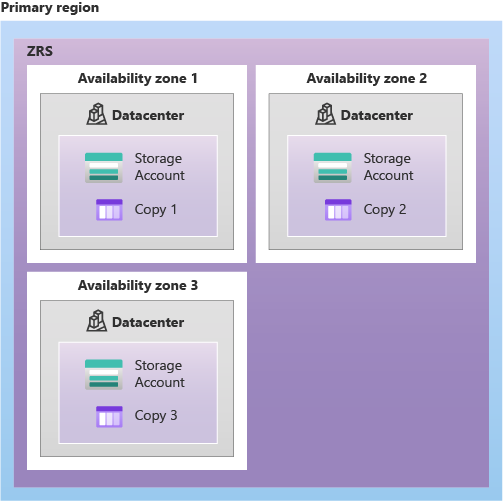 Primary region
ZRS
Availability zone 1
Datacenter
Storage
Account
Copy 1
Availability zone 2
Datacenter
Storage
Account
Copy 2
Availability zone 3
Datacenter
Storage
Account
Copy 3